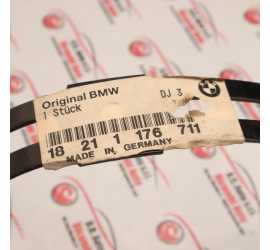 Original BMW
DJ 3
1 Stück
18 21 1 176 711
MADE IN GERMANY